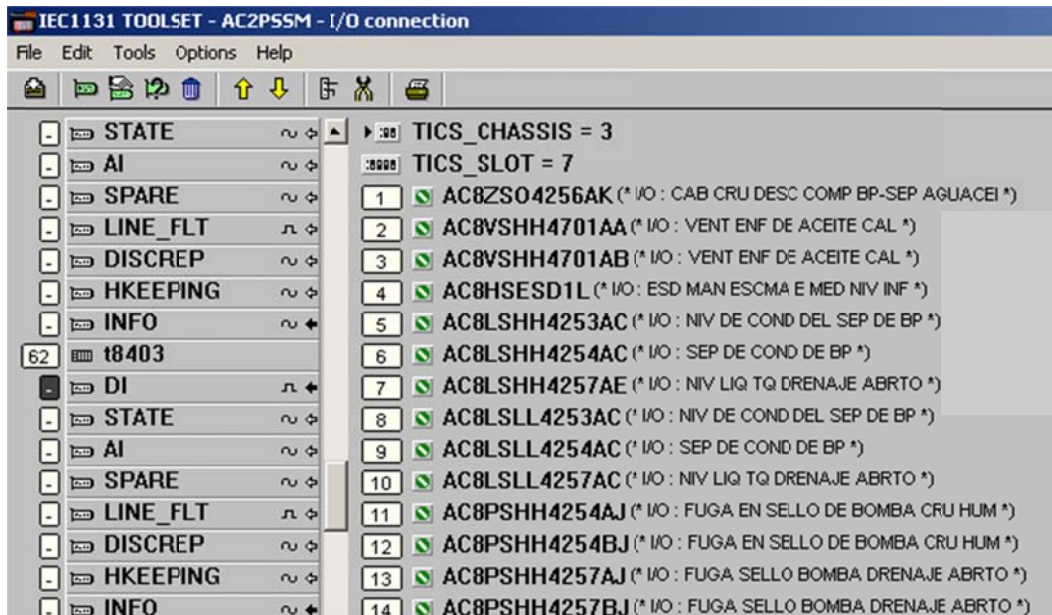 IEC1131 TOOLSET - AC2PSSM - I/O connection
File Edit Tools Options Help
- STATE
- AI
- SPARE
- LINE_FLT
- DISCREP
- HKEEPING
- INFO
62 t8403
- DI
- STATE
- AI
- SPARE
- LINE_FLT
- DISCREP
- HKEEPING
- INFO
TICS_CHASSIS = 3
TICS_SLOT = 7
1 AC8ZSO4256AK (* I/O : CAB CRU DESC COMP BP-SEP AGUACEI *)
2 AC8VSHH4701AA (* I/O : VENT ENF DE ACEITE CAL *)
3 AC8VSHH4701AB (* I/O : VENT ENF DE ACEITE CAL *)
4 AC8HSESD1L (* I/O : ESD MAN ESCMA E MED NIV INF *)
5 AC8LSHH4253AC (* I/O : NIV DE COND DEL SEP DE BP *)
6 AC8LSHH4254AC (* I/O : SEP DE COND DE BP *)
7 AC8LSHH4257AE (* I/O : NIV LIQ TQ DRENAJE ABRTO *)
8 AC8LSLL4253AC (* I/O : NIV DE COND DEL SEP DE BP *)
9 AC8LSLL4254AC (* I/O : SEP DE COND DE BP *)
10 AC8LSLL4257AC (* I/O : NIV LIQ TQ DRENAJE ABRTO *)
11 AC8PSHH4254AJ (* I/O : FUGA EN SELLO DE BOMBA CRU HUM *)
12 AC8PSHH4254BJ (* I/O : FUGA EN SELLO DE BOMBA CRU HUM *)
13 AC8PSHH4257AJ (* I/O : FUGA SELLO BOMBA DRENAJE ABRTO *)
14 AC8PSHH4257BJ (* I/O : FUGA SELLO BOMBA DRENAJE ABRTO *)